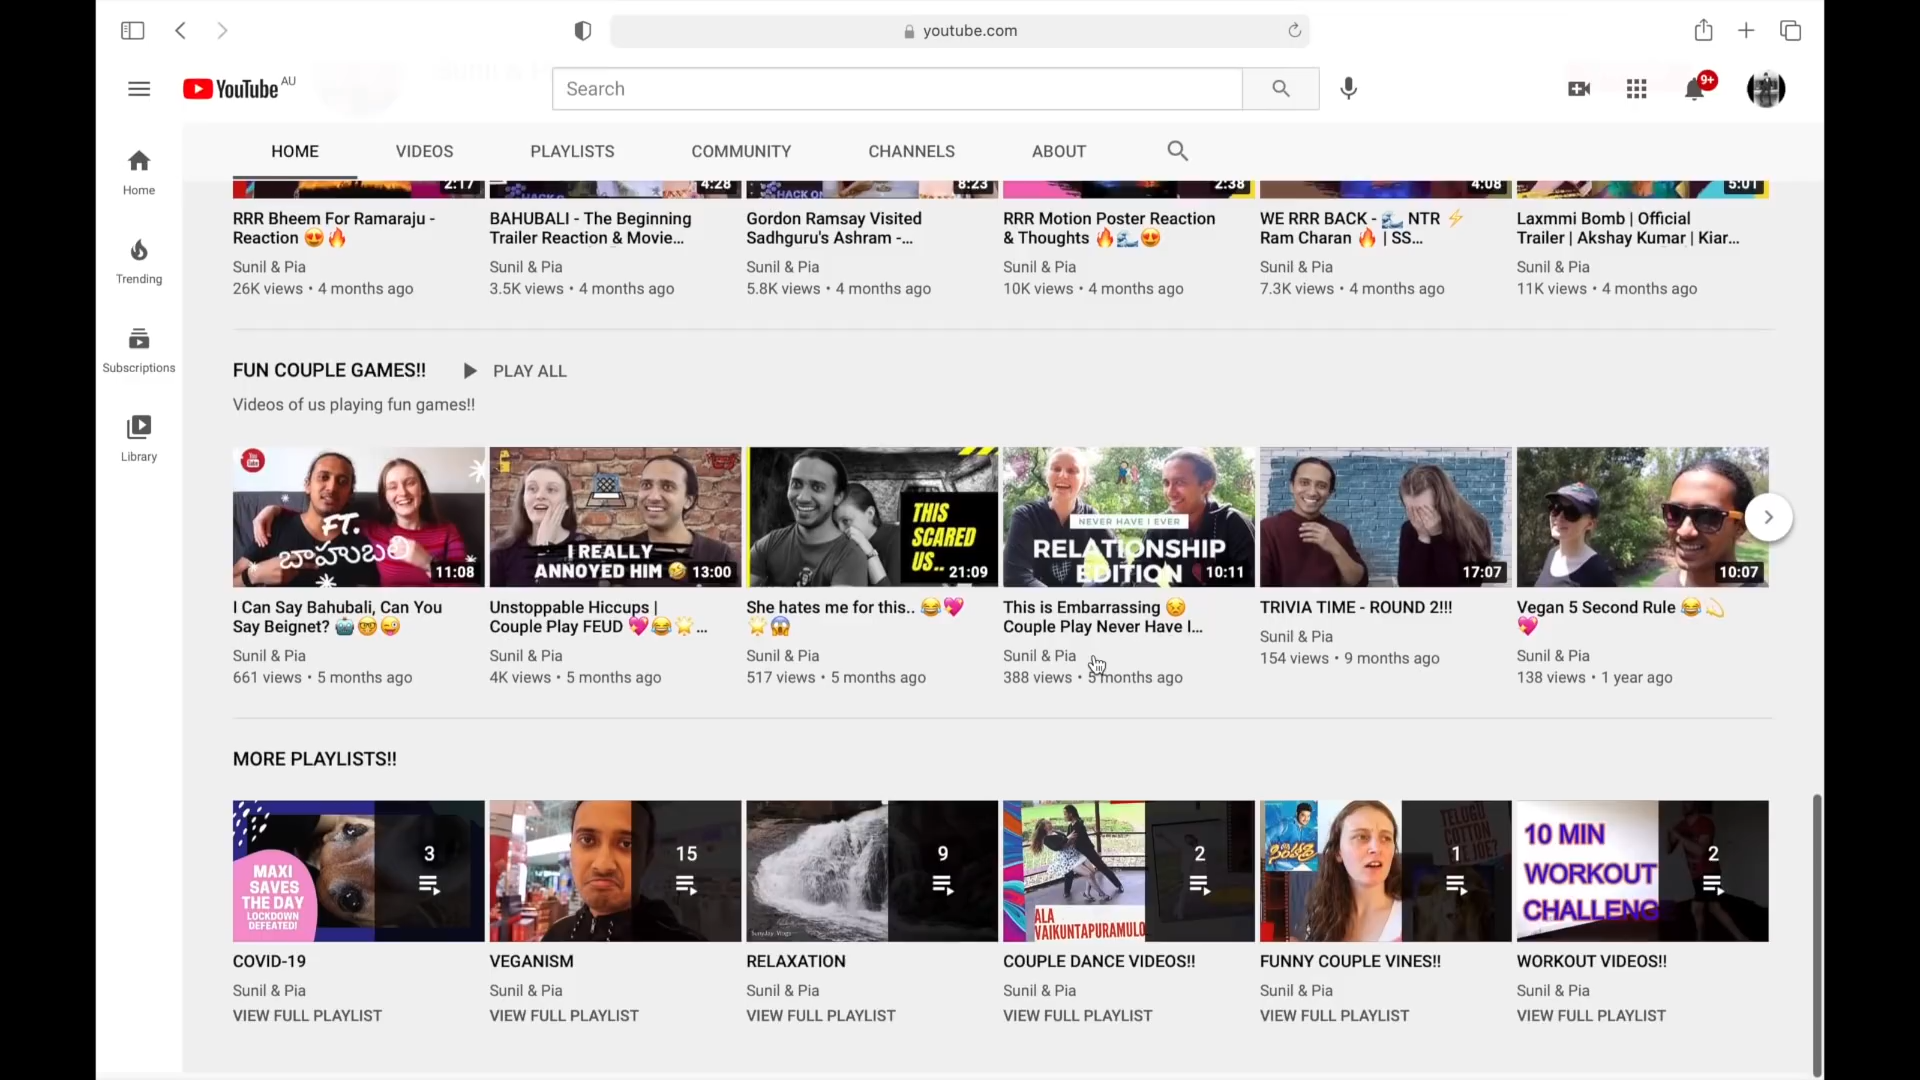 youtube.com
YouTube AU
Search
9+
HOME VIDEOS PLAYLISTS COMMUNITY CHANNELS ABOUT
Home
Trending
Subscriptions
Library
2:17 4:28 8:23 2:38 4:08 5:01
RRR Bheem For Ramaraju -
Reaction 😍🔥
Sunil & Pia
26K views • 4 months ago
BAHUBALI - The Beginning
Trailer Reaction & Movie...
Sunil & Pia
3.5K views • 4 months ago
Gordon Ramsay Visited
Sadhguru's Ashram -...
Sunil & Pia
5.8K views • 4 months ago
RRR Motion Poster Reaction
& Thoughts 🔥🌊😍
Sunil & Pia
10K views • 4 months ago
WE RRR BACK - 🌊 NTR ⚡
Ram Charan 🔥 | SS...
Sunil & Pia
7.3K views • 4 months ago
Laxmmi Bomb | Official
Trailer | Akshay Kumar | Kiar...
Sunil & Pia
11K views • 4 months ago
FUN COUPLE GAMES!! PLAY ALL
Videos of us playing fun games!!
FT.
బాహుబలి
11:08
I Can Say Bahubali, Can You
Say Beignet? 🤖🤓😜
Sunil & Pia
661 views • 5 months ago
I REALLY
ANNOYED HIM 🤣
13:00
Unstoppable Hiccups |
Couple Play FEUD 💖😂🌟...
Sunil & Pia
4K views • 5 months ago
THIS
SCARED
US..
21:09
She hates me for this.. 😂💖
🌟😱
Sunil & Pia
517 views • 5 months ago
NEVER HAVE I EVER
RELATIONSHIP
EDITION
10:11
This is Embarrassing 😣
Couple Play Never Have I...
Sunil & Pia
388 views • 5 months ago
17:07
TRIVIA TIME - ROUND 2!!!
Sunil & Pia
154 views • 9 months ago
10:07
Vegan 5 Second Rule 😂💫
💖
Sunil & Pia
138 views • 1 year ago
MORE PLAYLISTS!!
MAXI
SAVES
THE DAY
LOCKDOWN
DEFEATED!
3
COVID-19
Sunil & Pia
VIEW FULL PLAYLIST
15
VEGANISM
Sunil & Pia
VIEW FULL PLAYLIST
9
RELAXATION
Sunil & Pia
VIEW FULL PLAYLIST
ALA
VAIKUNTAPURAMULO
2
COUPLE DANCE VIDEOS!!
Sunil & Pia
VIEW FULL PLAYLIST
TELUGU
COTTON
EYE JOE?
1
FUNNY COUPLE VINES!!
Sunil & Pia
VIEW FULL PLAYLIST
10 MIN
WORKOUT
CHALLENG
2
WORKOUT VIDEOS!!
Sunil & Pia
VIEW FULL PLAYLIST